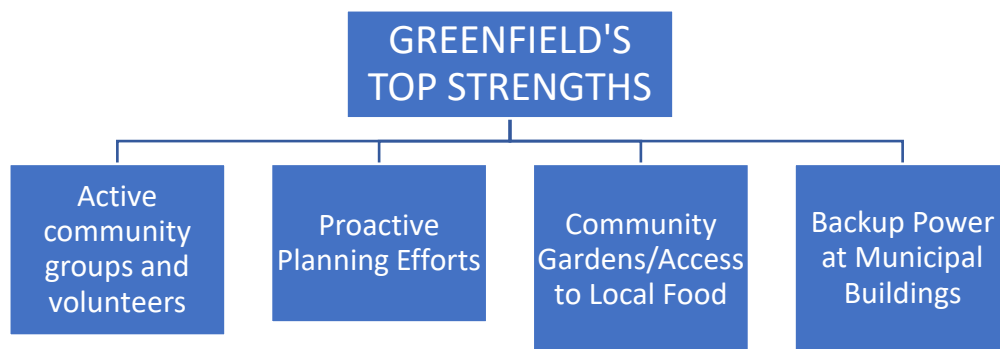 GREENFIELD'S
TOP STRENGTHS
Active
community
groups and
volunteers
Proactive
Planning Efforts
Community
Gardens/Access
to Local Food
Backup Power
at Municipal
Buildings